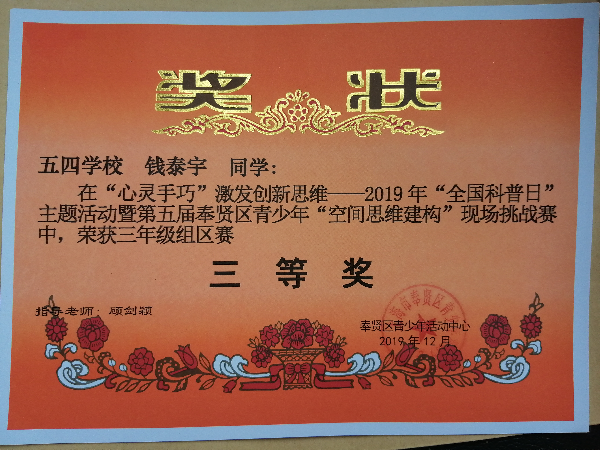 奖状
五四学校 钱泰宇 同学：
在“心灵手巧”激发创新思维——2019年“全国科普日”
主题活动暨第五届奉贤区青少年“空间思维建构”现场挑战赛
中，荣获三年级组区赛
三等奖
指导老师：顾剑颖
奉贤区青少年活动中心
2019年12月